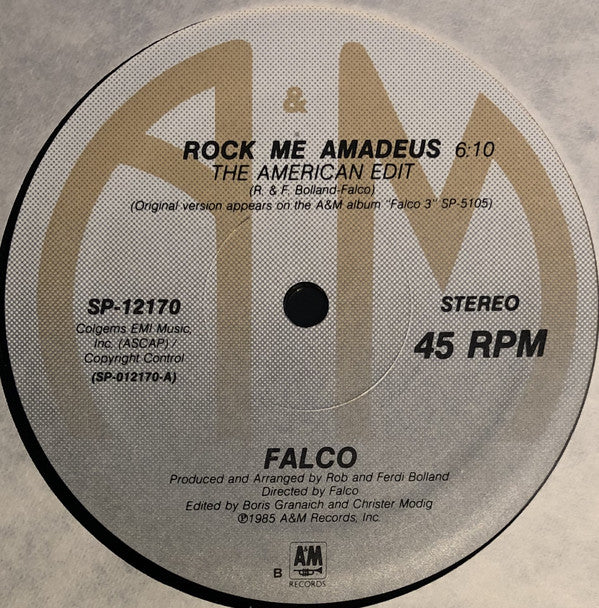 &
ROCK ME AMADEUS 6:10
THE AMERICAN EDIT
(R. & F. Bolland-Falco)
(Original version appears on the A&M album "Falco 3" SP-5105)
SP-12170
Colgems EMI Music,
Inc. (ASCAP) /
Copyright Control
(SP-012170-A)
STEREO
45 RPM
FALCO
Produced and Arranged by Rob and Ferdi Bolland
Directed by Falco
Edited by Boris Granaich and Christer Modig
℗1985 A&M Records, Inc.
B
A&M
RECORDS